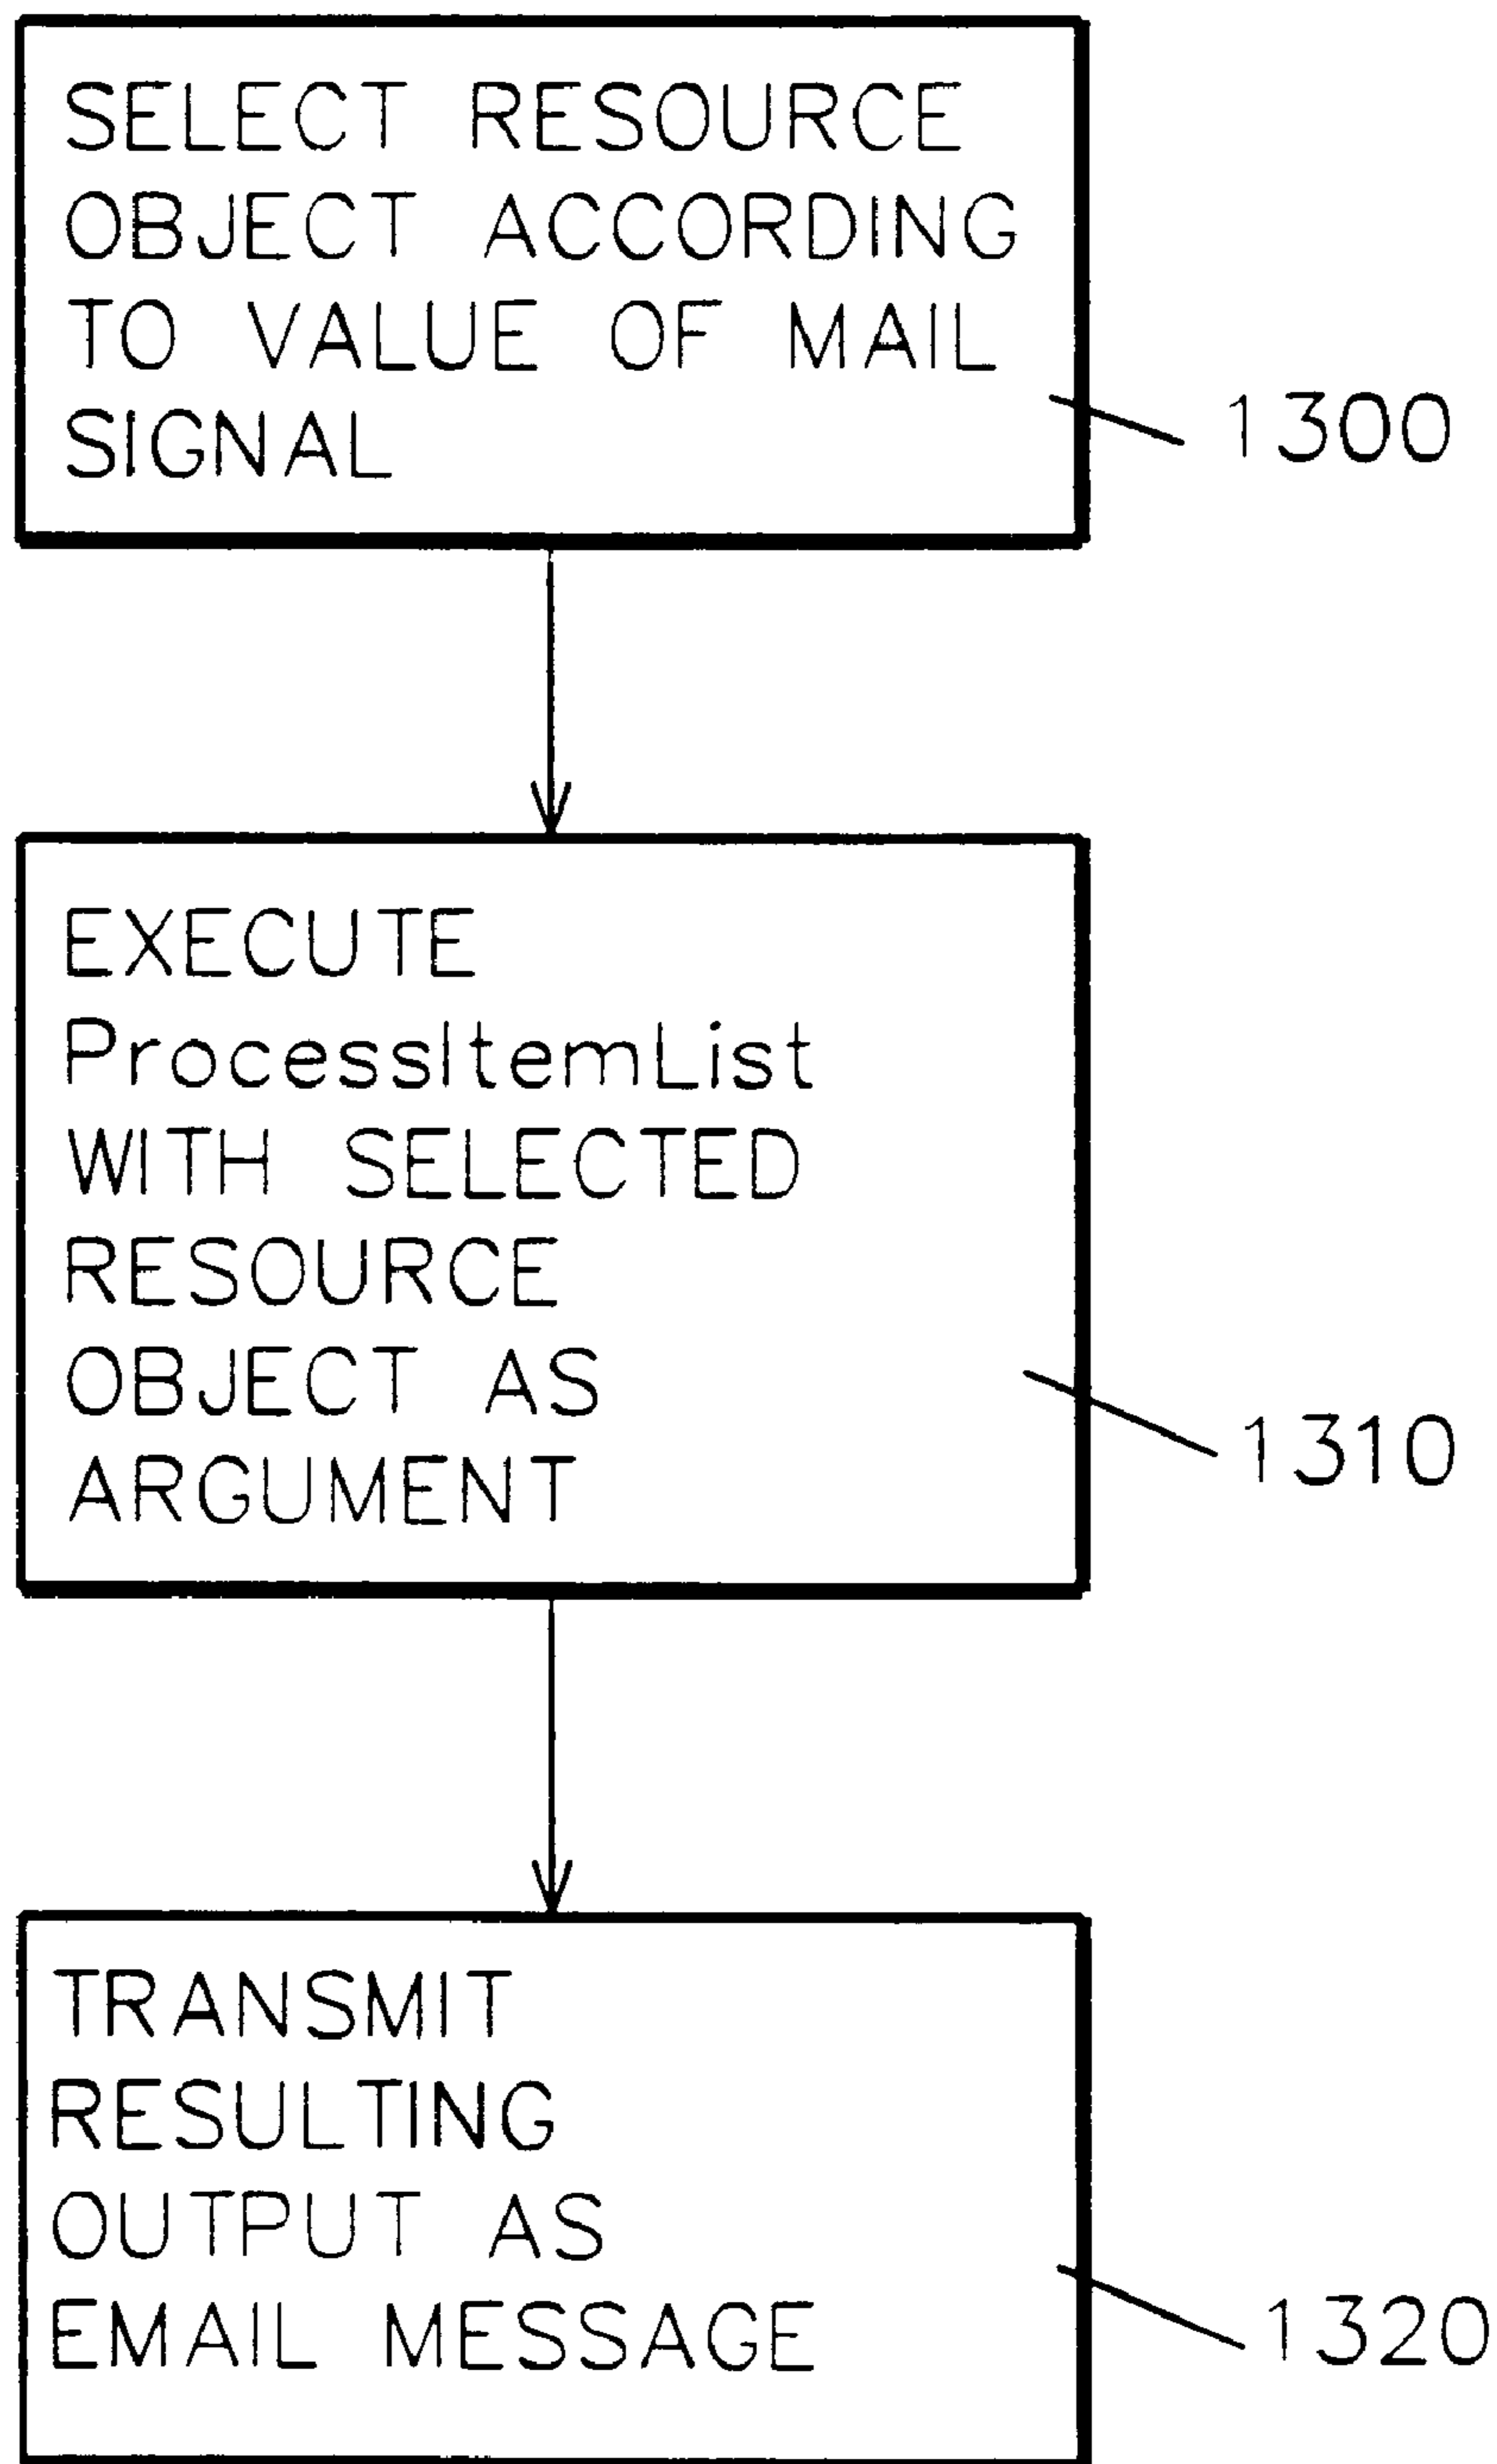 SELECT RESOURCE
OBJECT ACCORDING
TO VALUE OF MAIL
SIGNAL
1300
EXECUTE
ProcessItemList
WITH SELECTED
RESOURCE
OBJECT AS
ARGUMENT
1310
TRANSMIT
RESULTING
OUTPUT AS
EMAIL MESSAGE
1320